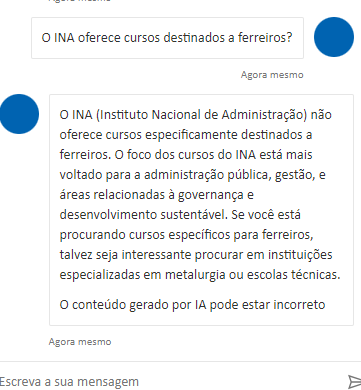 Agora mesmo
O INA oferece cursos destinados a ferreiros?
Agora mesmo
O INA (Instituto Nacional de Administração) não
oferece cursos especificamente destinados a
ferreiros. O foco dos cursos do INA está mais
voltado para a administração pública, gestão, e
áreas relacionadas à governança e
desenvolvimento sustentável. Se você está
procurando cursos específicos para ferreiros,
talvez seja interessante procurar em instituições
especializadas em metalurgia ou escolas técnicas.
O conteúdo gerado por IA pode estar incorreto
Agora mesmo
Escreva a sua mensagem